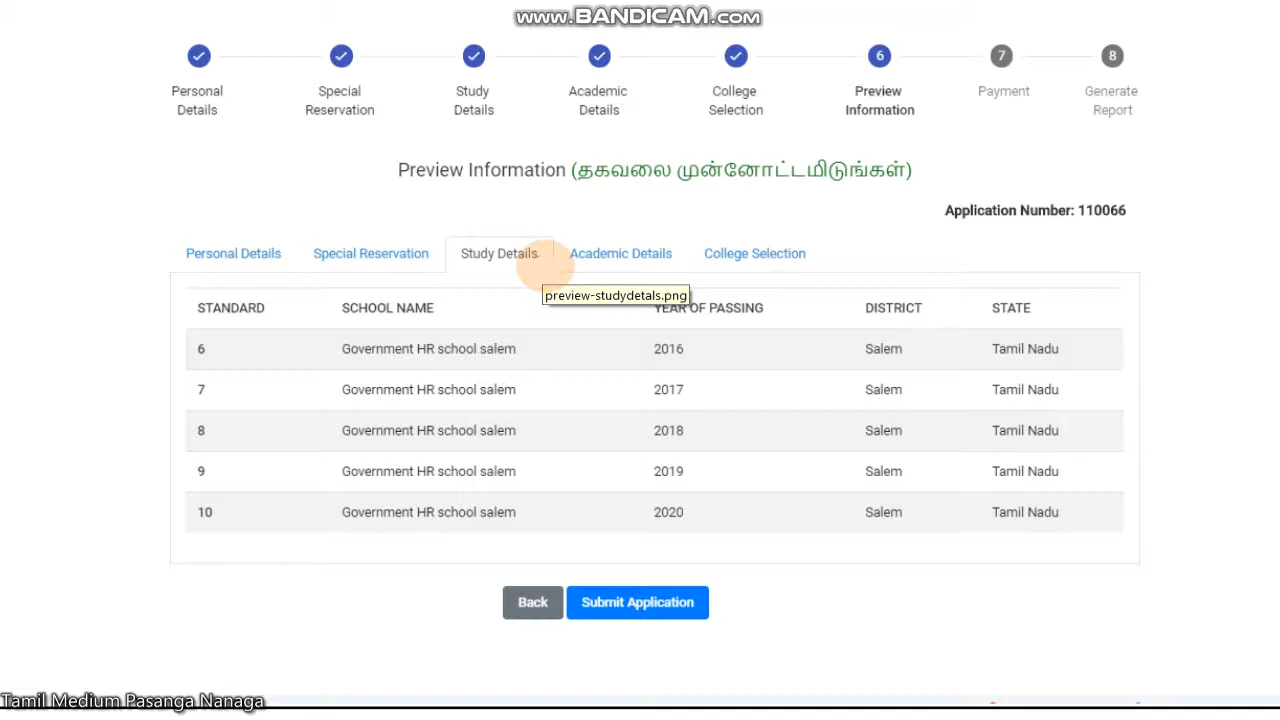 www.BANDICAM.com
6 7 8
Personal Details
Special Reservation
Study Details
Academic Details
College Selection
Preview Information
Payment
Generate Report
Preview Information (தகவலை முன்னோட்டமிடுங்கள்)
Application Number: 110066
Personal Details Special Reservation Study Details Academic Details College Selection
preview-studydetals.png
STANDARD SCHOOL NAME YEAR OF PASSING DISTRICT STATE
6 Government HR school salem 2016 Salem Tamil Nadu
7 Government HR school salem 2017 Salem Tamil Nadu
8 Government HR school salem 2018 Salem Tamil Nadu
9 Government HR school salem 2019 Salem Tamil Nadu
10 Government HR school salem 2020 Salem Tamil Nadu
Back Submit Application
Tamil Medium Pasanga Nanaga